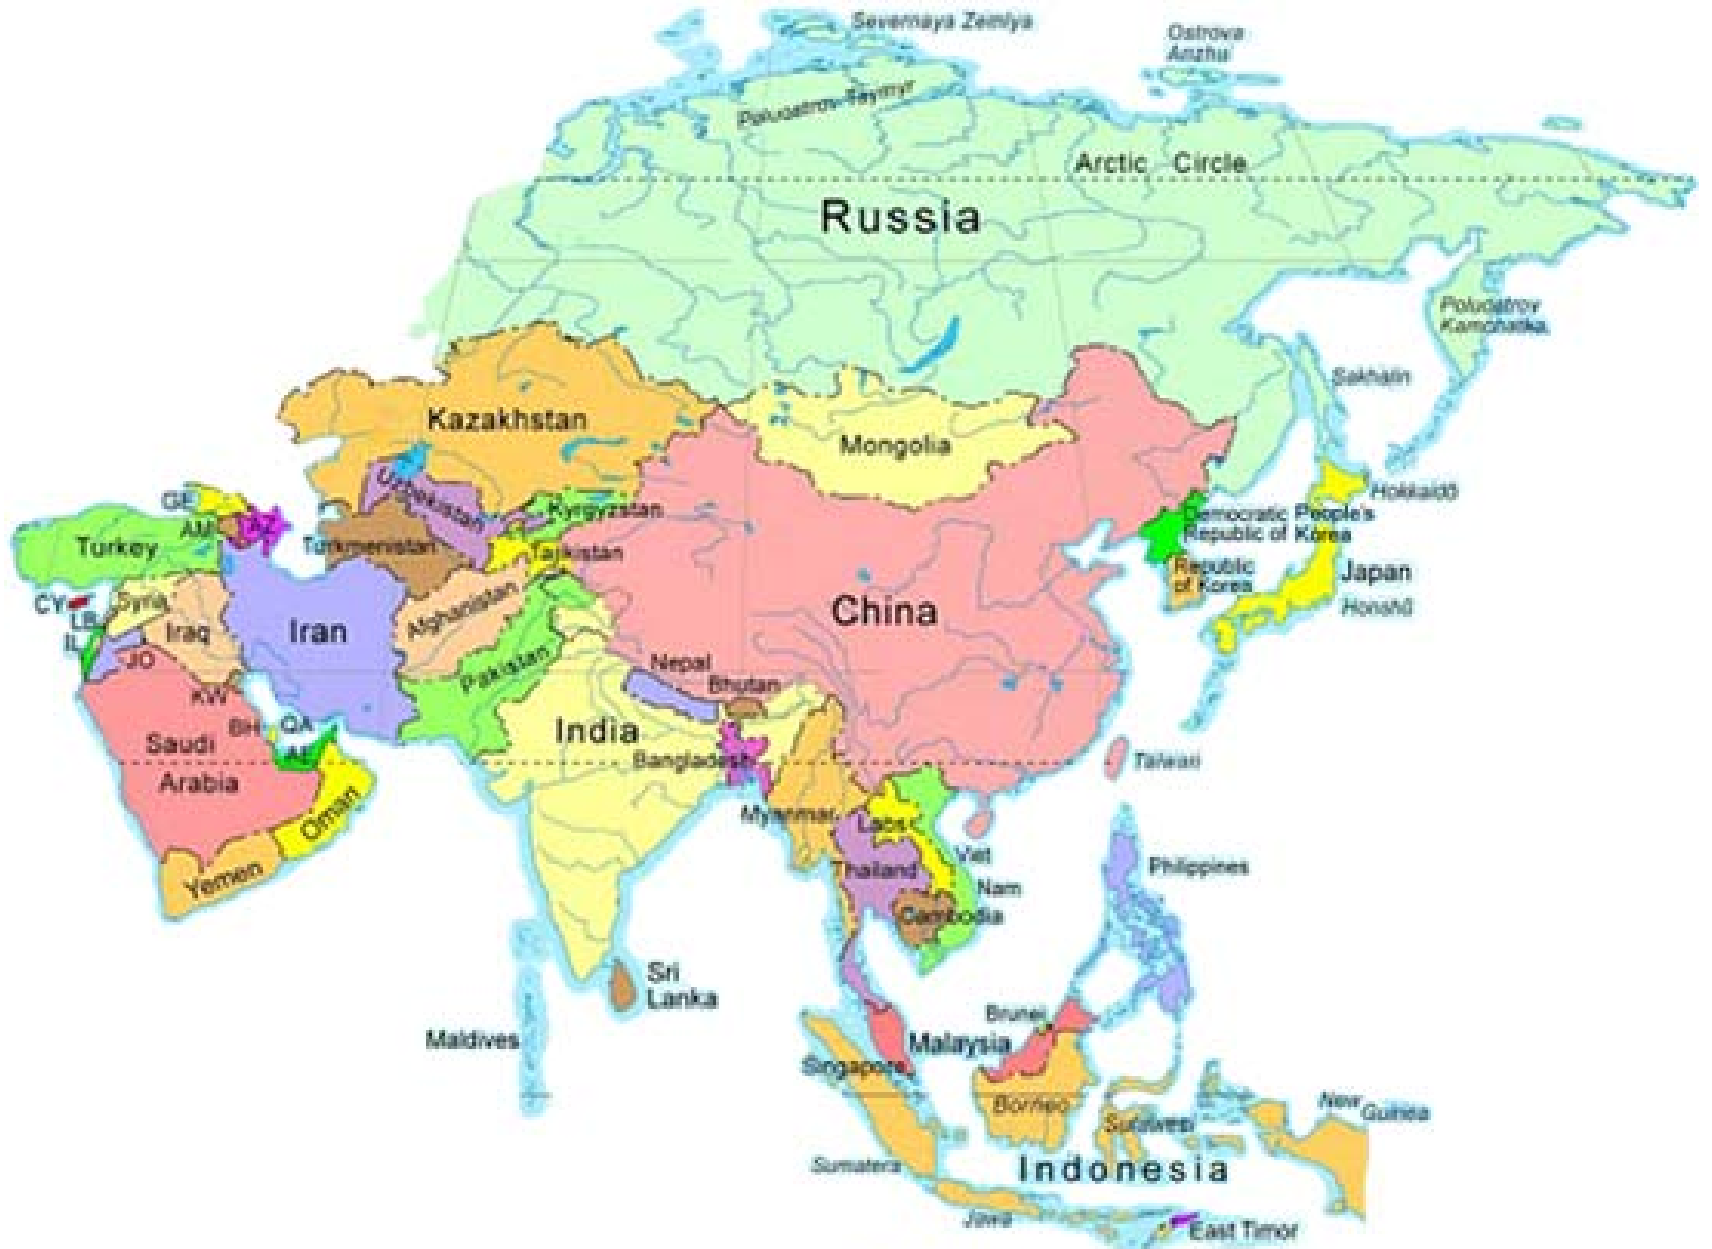 Severnaya Zemlya
Ostrova
Anzhu
Poluostrov Taymyr
Arctic Circle
Russia
Poluostrov
Kamchatka
Sakhalin
Kazakhstan
Mongolia
Uzbekistan
Hokkaidō
GE
AM
AZ
Kyrgyzstan
Democratic People's
Republic of Korea
Turkey
Turkmenistan
Tajikistan
Republic
of Korea
Japan
Honshū
CY
Syria
LB
IL
Iraq
Iran
Afghanistan
China
JO
KW
Pakistan
Nepal
Bhutan
BH
QA
AE
Saudi
Arabia
India
Bangladesh
Taiwan
Oman
Myanmar
Laos
Yemen
Thailand
Viet
Nam
Philippines
Cambodia
Sri
Lanka
Maldives
Brunei
Malaysia
Singapore
Borneo
Sulawesi
New Guinea
Sumatera
Indonesia
Jawa
East Timor